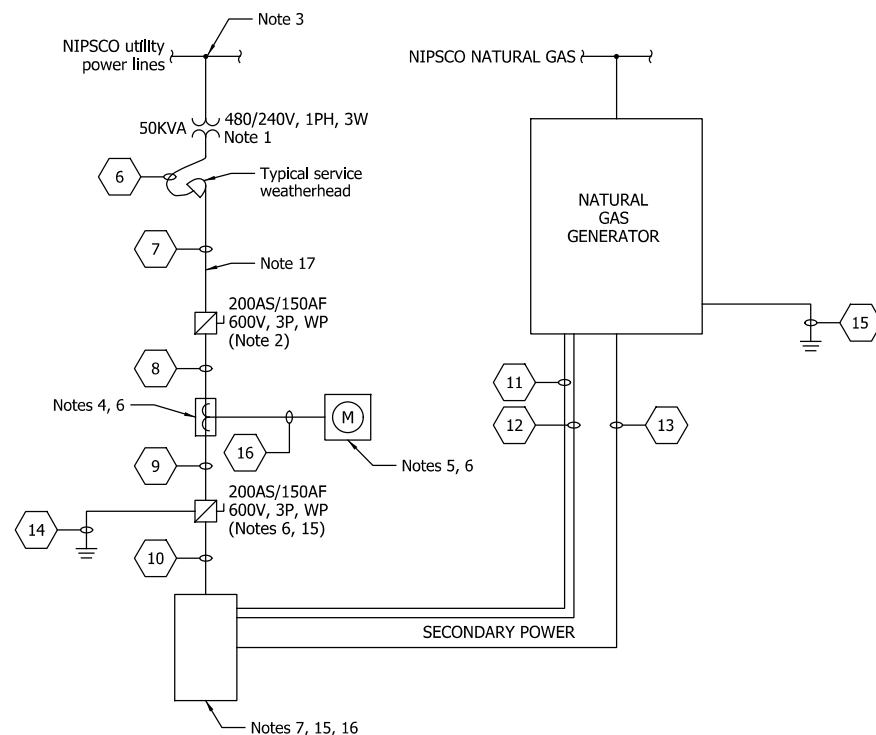 Note 3
NIPSCO utility
power lines
NIPSCO NATURAL GAS
50KVA
480/240V, 1PH, 3W
Note 1
6
Typical service
weatherhead
NATURAL
GAS
GENERATOR
7
Note 17
200AS/150AF
600V, 3P, WP
(Note 2)
15
8
11
Notes 4, 6
M
12
13
16
9
Notes 5, 6
200AS/150AF
600V, 3P, WP
(Notes 6, 15)
14
10
SECONDARY POWER
Notes 7, 15, 16